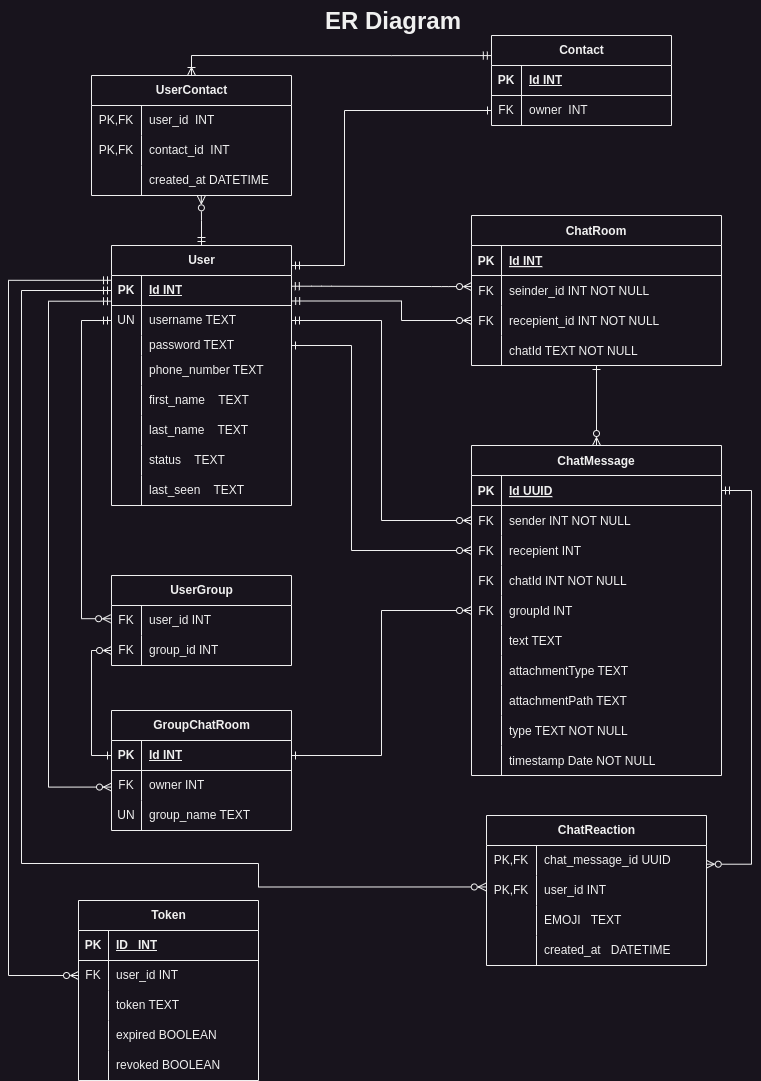 ER Diagram
Contact
PK Id INT
FK owner INT
UserContact
PK,FK user_id INT
PK,FK contact_id INT
created_at DATETIME
User
PK Id INT
UN username TEXT
password TEXT
phone_number TEXT
first_name TEXT
last_name TEXT
status TEXT
last_seen TEXT
ChatRoom
PK Id INT
FK seinder_id INT NOT NULL
FK recepient_id INT NOT NULL
chatId TEXT NOT NULL
ChatMessage
PK Id UUID
FK sender INT NOT NULL
FK recepient INT
FK chatId INT NOT NULL
FK groupId INT
text TEXT
attachmentType TEXT
attachmentPath TEXT
type TEXT NOT NULL
timestamp Date NOT NULL
UserGroup
FK user_id INT
FK group_id INT
GroupChatRoom
PK Id INT
FK owner INT
UN group_name TEXT
ChatReaction
PK,FK chat_message_id UUID
PK,FK user_id INT
EMOJI TEXT
created_at DATETIME
Token
PK ID INT
FK user_id INT
token TEXT
expired BOOLEAN
revoked BOOLEAN